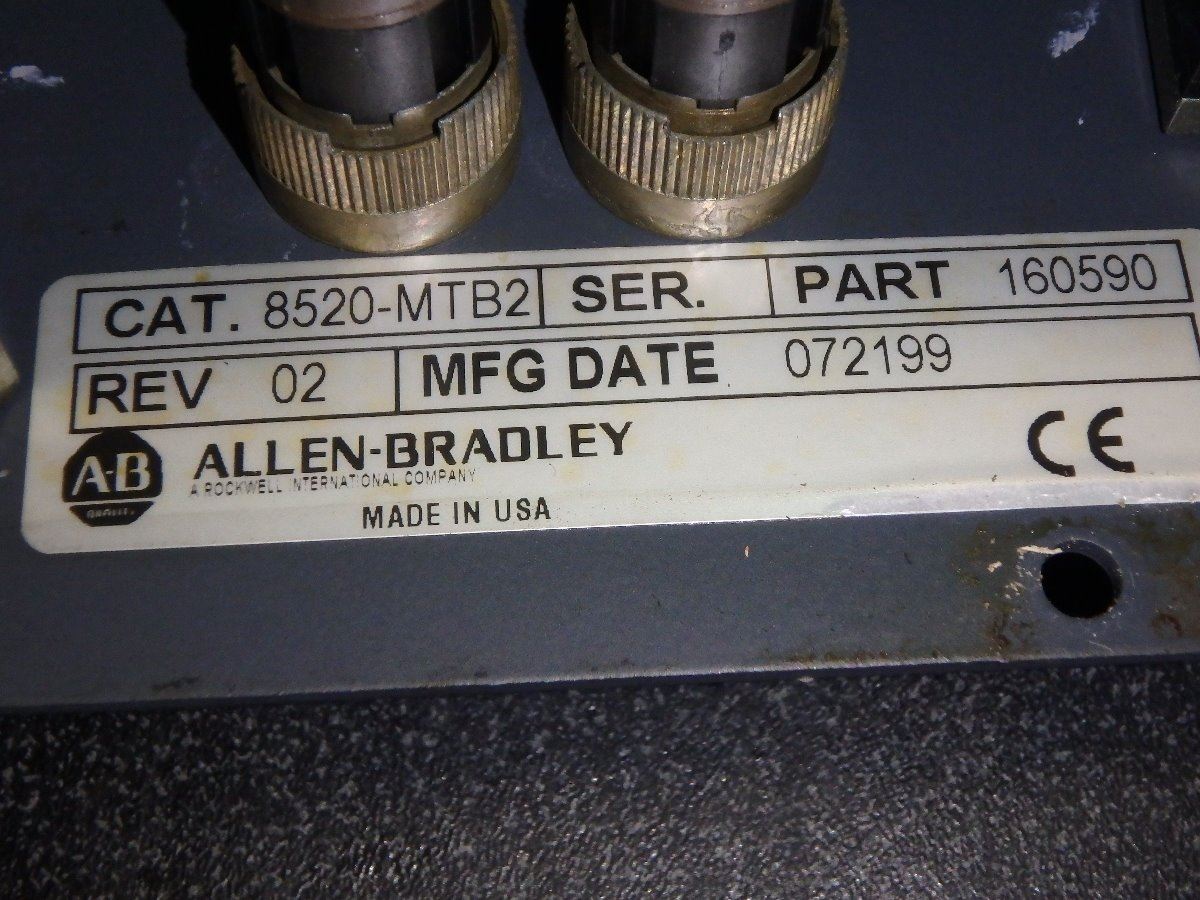 CAT. 8520-MTB2 SER. PART 160590
REV 02 MFG DATE 072199
A-B
QUALITY
ALLEN-BRADLEY
A ROCKWELL INTERNATIONAL COMPANY
MADE IN USA
CE